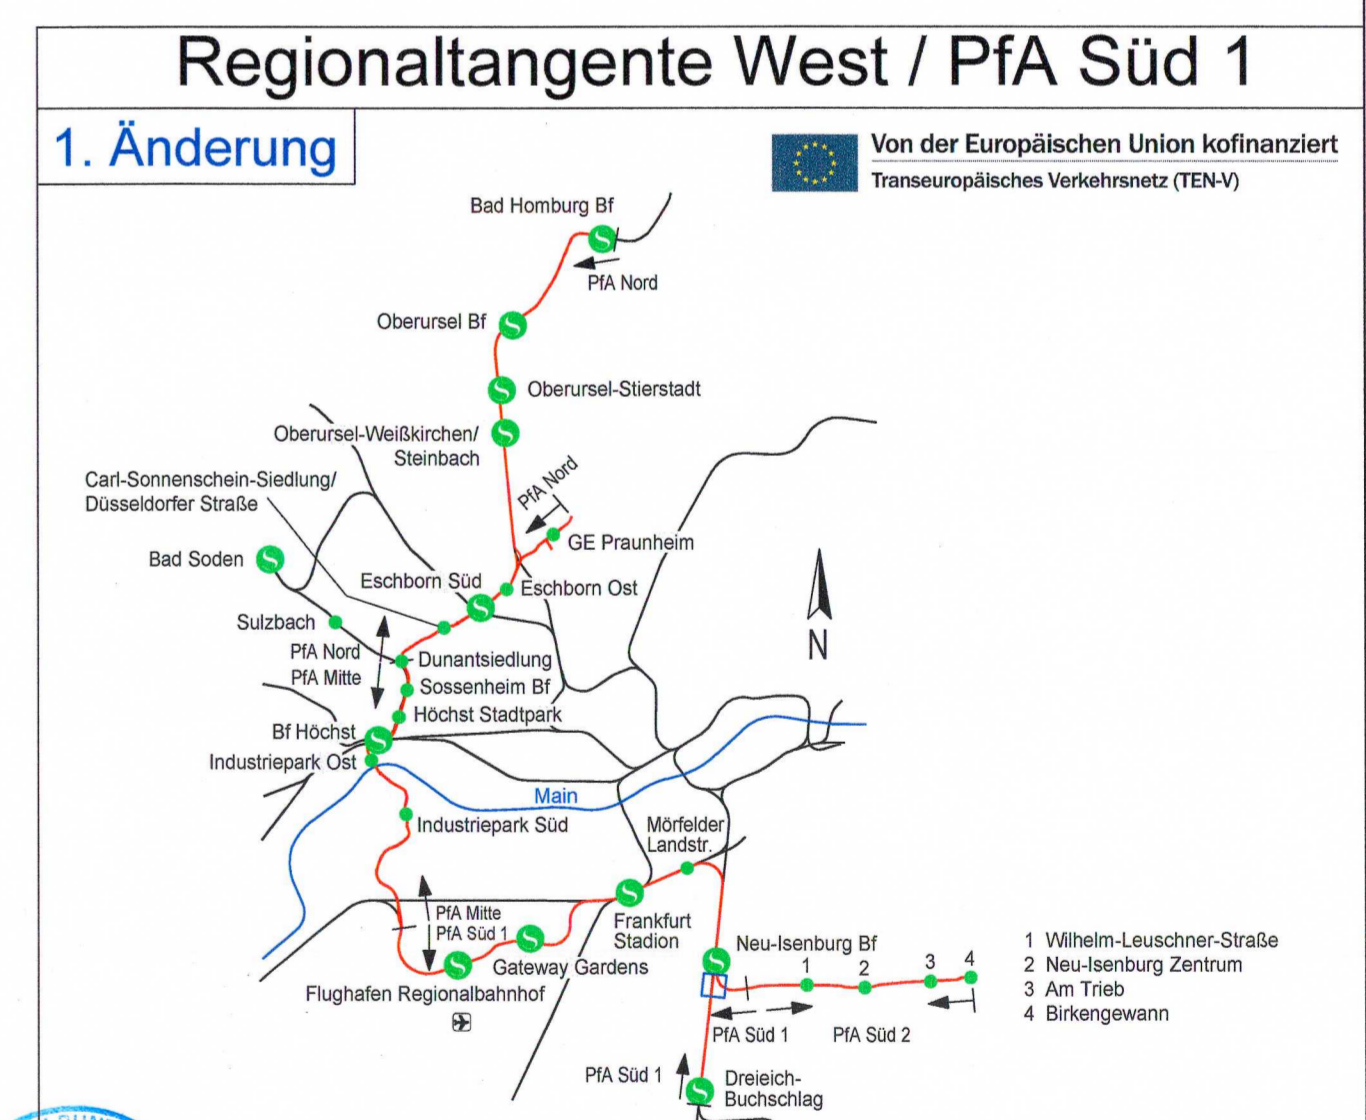 Regionaltangente West / PfA Süd 1
1. Änderung
Von der Europäischen Union kofinanziert
Transeuropäisches Verkehrsnetz (TEN-V)
Bad Homburg Bf
PfA Nord
Oberursel Bf
Oberursel-Stierstadt
Oberursel-Weißkirchen/
Steinbach
Carl-Sonnenschein-Siedlung/
Düsseldorfer Straße
PfA Nord
GE Praunheim
Bad Soden
Eschborn Süd
Eschborn Ost
Sulzbach
N
PfA Nord
PfA Mitte
Dunantsiedlung
Sossenheim Bf
Höchst Stadtpark
Bf Höchst
Industriepark Ost
Main
Industriepark Süd
Mörfelder
Landstr.
PfA Mitte
PfA Süd 1
Frankfurt
Stadion
Gateway Gardens
Flughafen Regionalbahnhof
Neu-Isenburg Bf
1 2 3 4
1 Wilhelm-Leuschner-Straße
2 Neu-Isenburg Zentrum
3 Am Trieb
4 Birkengewann
PfA Süd 1
PfA Süd 2
PfA Süd 1
Dreieich-
Buchschlag